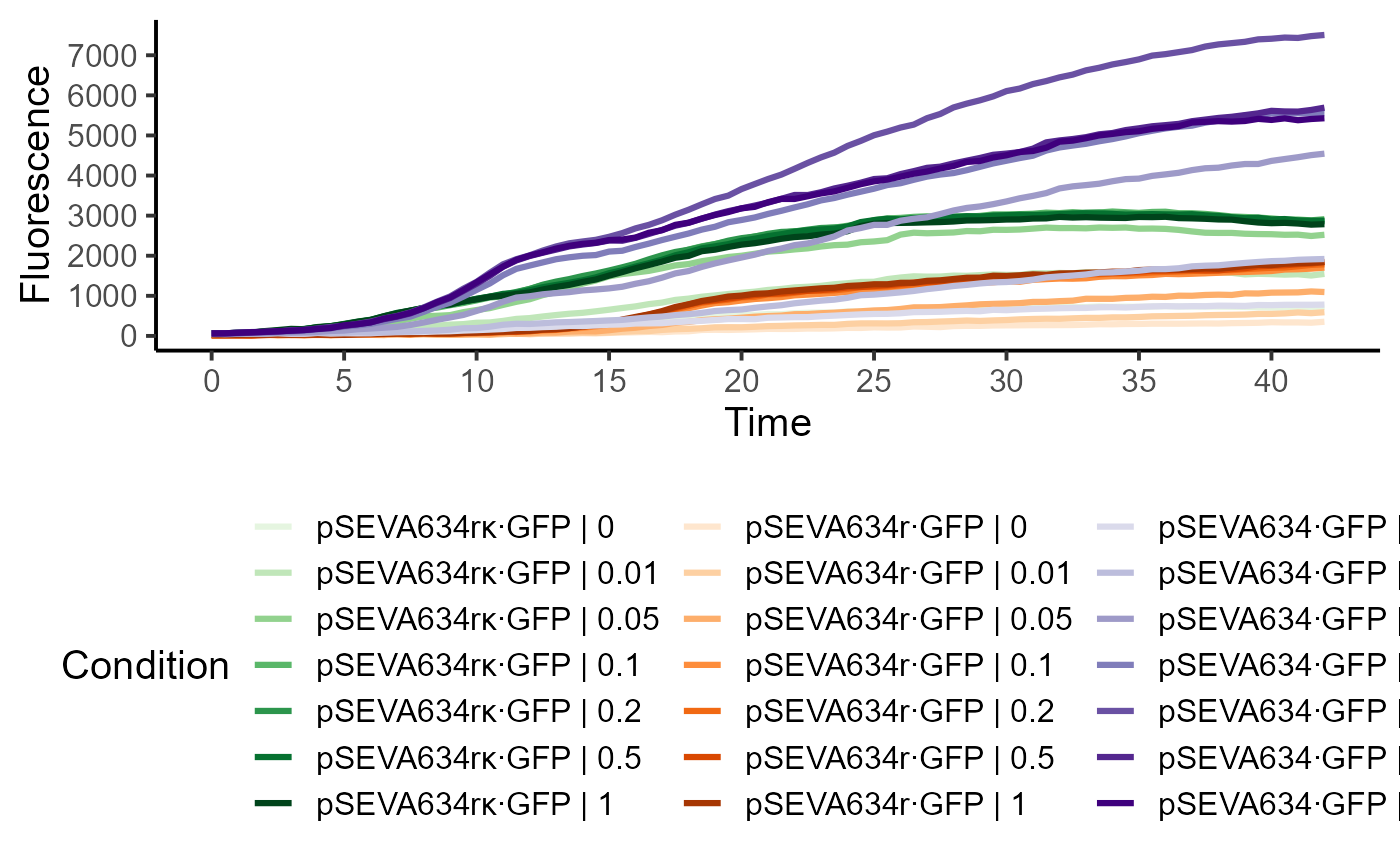 Fluorescence
7000
6000
5000
4000
3000
2000
1000
0
0 5 10 15 20 25 30 35 40
Time
Condition
pSEVA634rκ·GFP | 0
pSEVA634rκ·GFP | 0.01
pSEVA634rκ·GFP | 0.05
pSEVA634rκ·GFP | 0.1
pSEVA634rκ·GFP | 0.2
pSEVA634rκ·GFP | 0.5
pSEVA634rκ·GFP | 1
pSEVA634r·GFP | 0
pSEVA634r·GFP | 0.01
pSEVA634r·GFP | 0.05
pSEVA634r·GFP | 0.1
pSEVA634r·GFP | 0.2
pSEVA634r·GFP | 0.5
pSEVA634r·GFP | 1
pSEVA634·GFP |
pSEVA634·GFP |
pSEVA634·GFP |
pSEVA634·GFP |
pSEVA634·GFP |
pSEVA634·GFP |
pSEVA634·GFP |